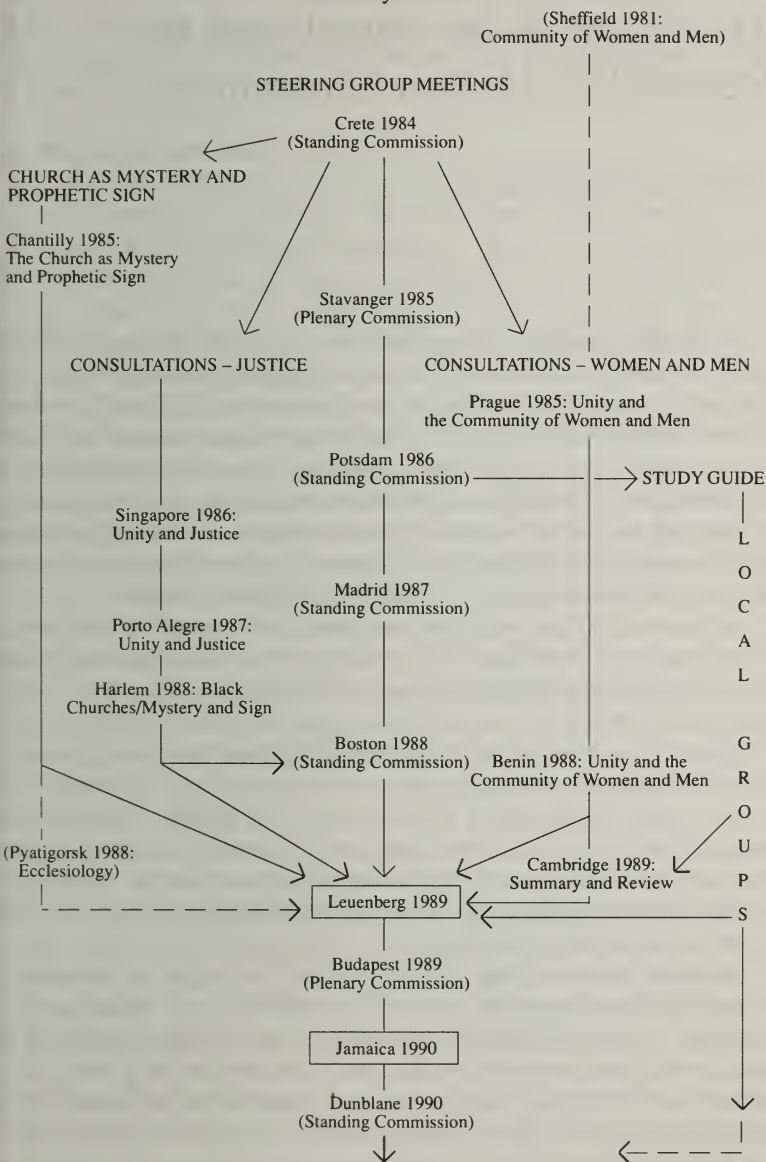 (Sheffield 1981:
Community of Women and Men)
STEERING GROUP MEETINGS
Crete 1984
(Standing Commission)
CHURCH AS MYSTERY AND
PROPHETIC SIGN
Chantilly 1985:
The Church as Mystery
and Prophetic Sign
Stavanger 1985
(Plenary Commission)
CONSULTATIONS – JUSTICE
CONSULTATIONS – WOMEN AND MEN
Prague 1985: Unity and
the Community of Women and Men
Potsdam 1986
(Standing Commission)
STUDY GUIDE
Singapore 1986:
Unity and Justice
Madrid 1987
(Standing Commission)
Porto Alegre 1987:
Unity and Justice
Harlem 1988: Black
Churches/Mystery and Sign
Boston 1988
(Standing Commission)
Benin 1988: Unity and the
Community of Women and Men
LOCAL GROUPS
(Pyatigorsk 1988:
Ecclesiology)
Cambridge 1989:
Summary and Review
Leuenberg 1989
Budapest 1989
(Plenary Commission)
Jamaica 1990
Dunblane 1990
(Standing Commission)